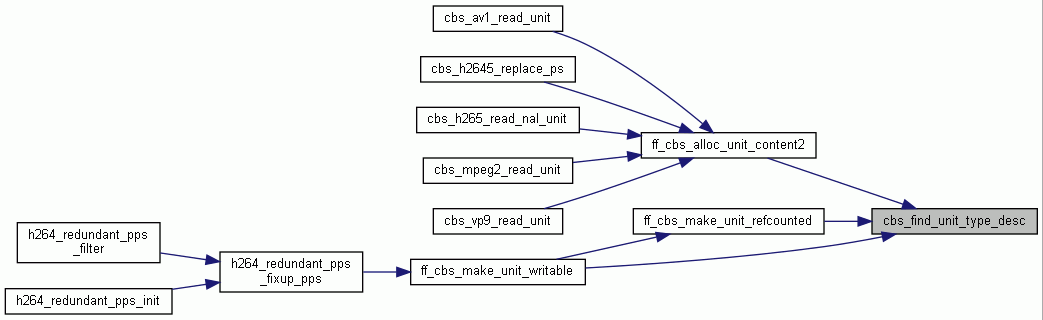 cbs_av1_read_unit
cbs_h2645_replace_ps
cbs_h265_read_nal_unit
ff_cbs_alloc_unit_content2
cbs_mpeg2_read_unit
cbs_vp9_read_unit
ff_cbs_make_unit_refcounted
cbs_find_unit_type_desc
h264_redundant_pps
_filter
h264_redundant_pps
_fixup_pps
ff_cbs_make_unit_writable
h264_redundant_pps_init